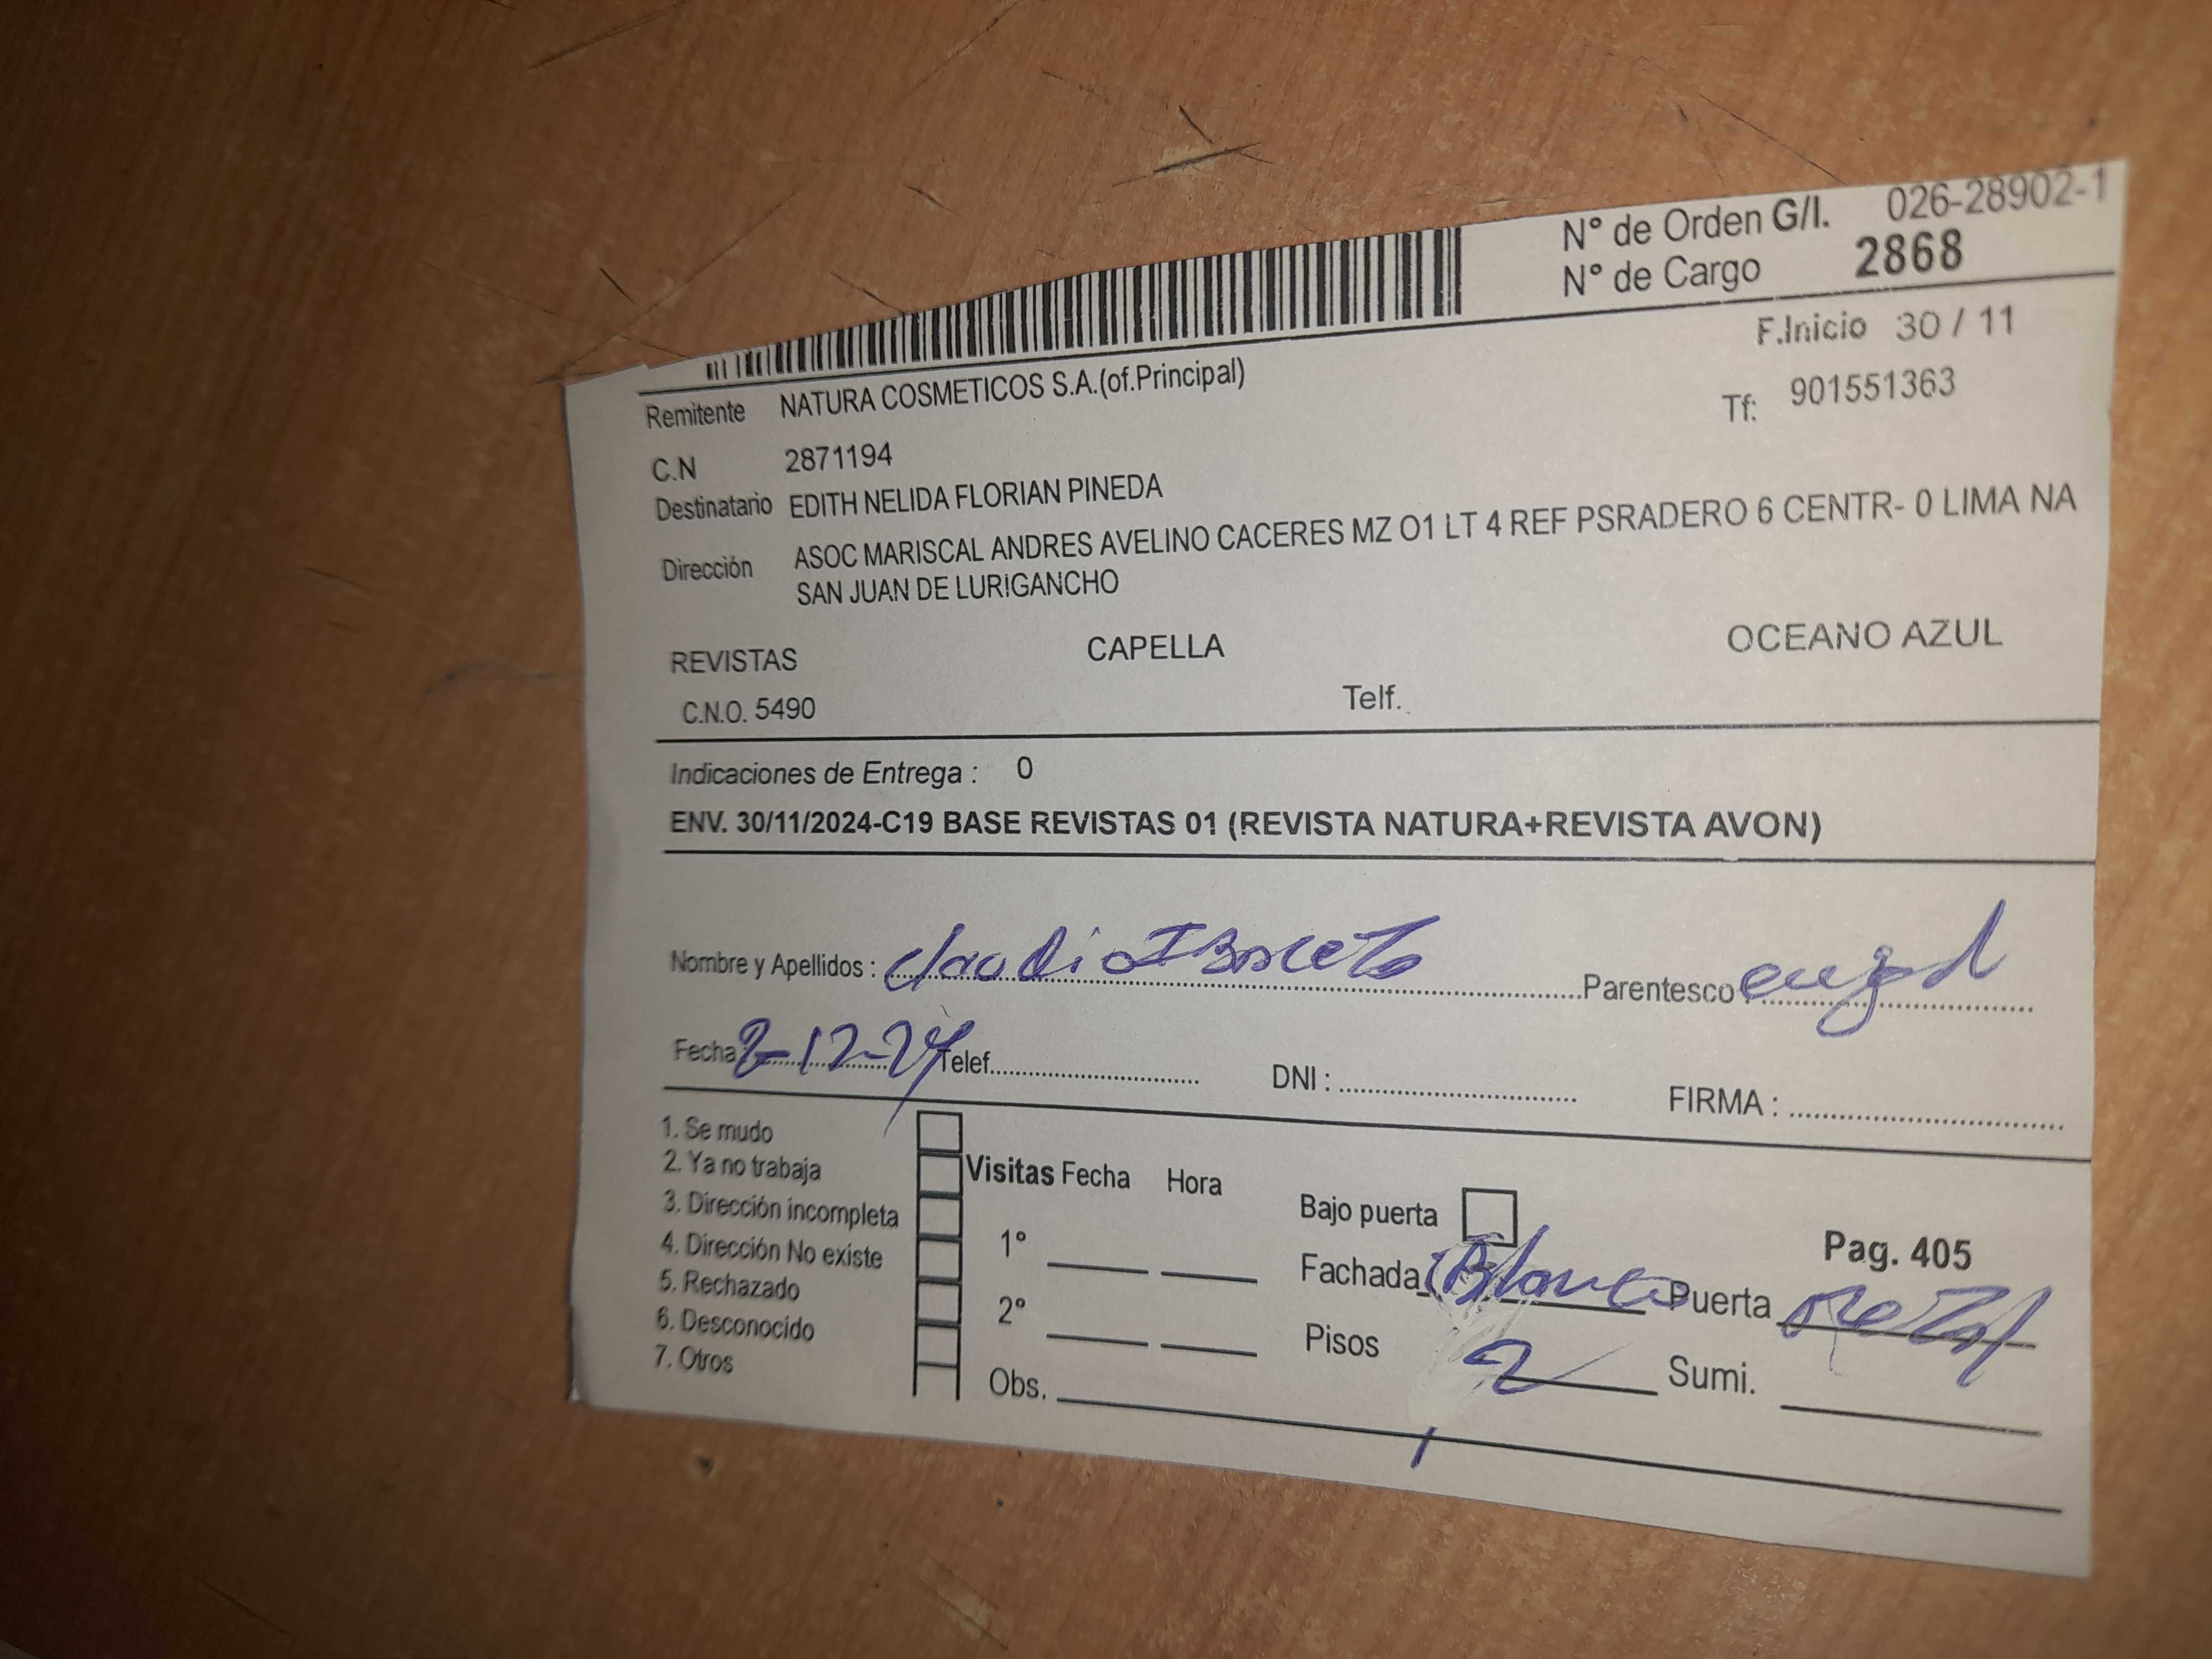 N° de Orden G/I. 026-28902-1
N° de Cargo 2868
F.Inicio 30 / 11
Remitente NATURA COSMETICOS S.A.(of.Principal)
Tf: 901551363
C.N 2871194
Destinatario EDITH NELIDA FLORIAN PINEDA
Dirección ASOC MARISCAL ANDRES AVELINO CACERES MZ O1 LT 4 REF PSRADERO 6 CENTR- 0 LIMA NA
SAN JUAN DE LURIGANCHO
REVISTAS CAPELLA OCEANO AZUL
C.N.O. 5490 Telf.
Indicaciones de Entrega : 0
ENV. 30/11/2024-C19 BASE REVISTAS 01 (REVISTA NATURA+REVISTA AVON)
Nombre y Apellidos : Parentesco :
Fecha 2-12-24 Telef. DNI : FIRMA :
1. Se mudo
2. Ya no trabaja
3. Dirección incompleta
4. Dirección No existe
5. Rechazado
6. Desconocido
7. Otros
Visitas Fecha Hora
1°
2°
Obs.
Bajo puerta
Pag. 405
Fachada Blanca Puerta Metal
Pisos 2 Sumi.